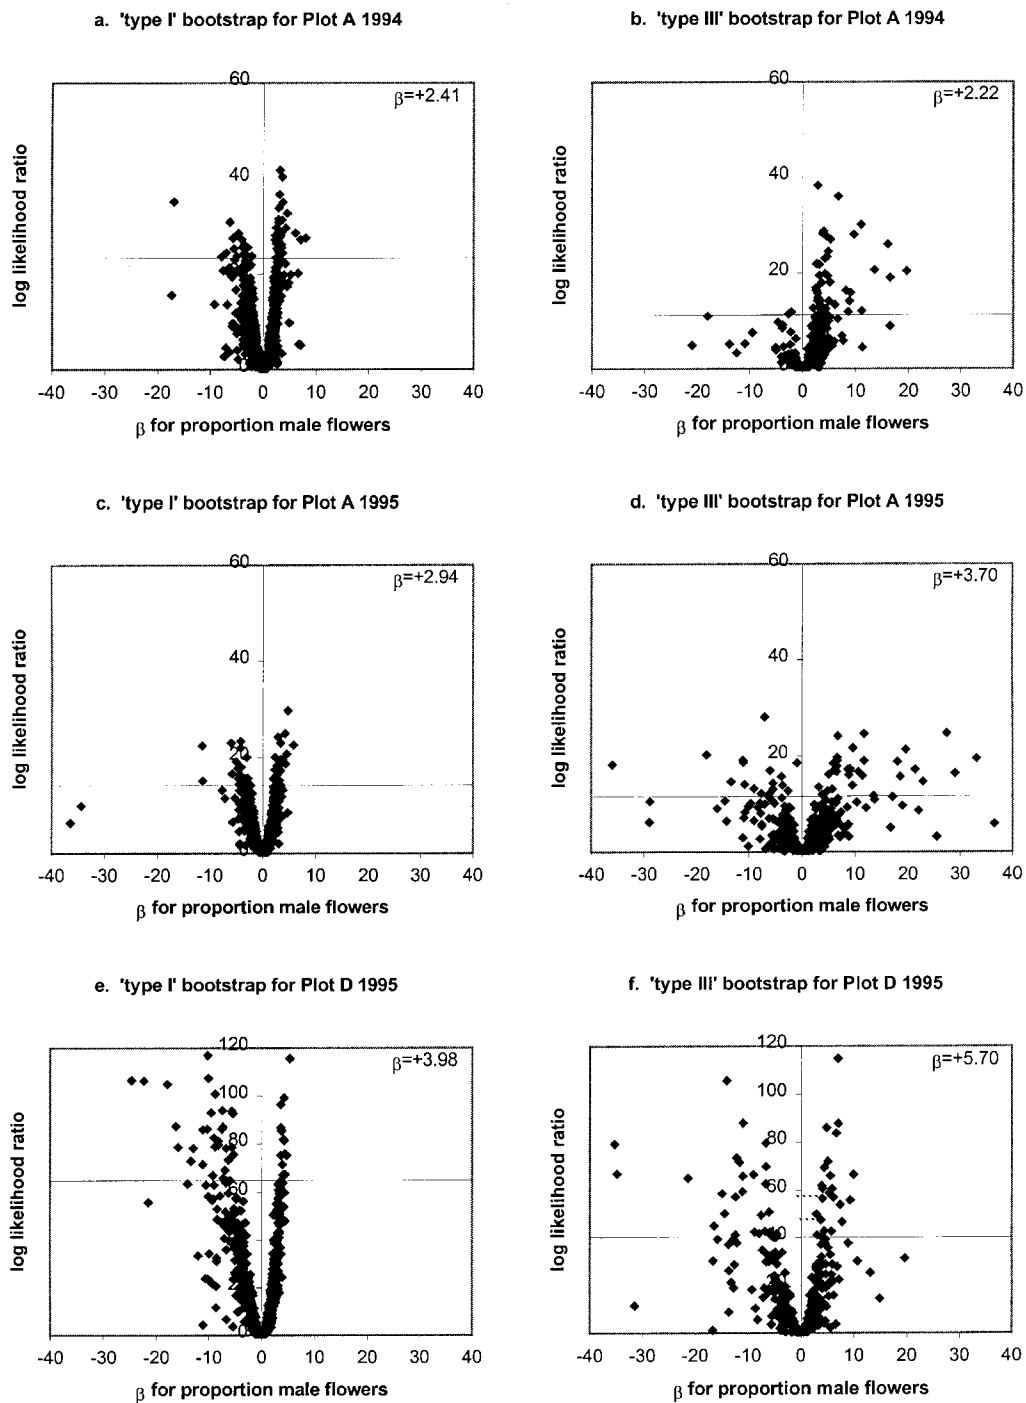 a. 'type I' bootstrap for Plot A 1994
60
β=+2.41
40
log likelihood ratio
-40 -30 -20 -10 0 10 20 30 40
β for proportion male flowers
b. 'type III' bootstrap for Plot A 1994
60
β=+2.22
40
20
log likelihood ratio
-40 -30 -20 -10 0 10 20 30 40
β for proportion male flowers
c. 'type I' bootstrap for Plot A 1995
60
β=+2.94
40
20
0
log likelihood ratio
-40 -30 -20 -10 0 10 20 30 40
β for proportion male flowers
d. 'type III' bootstrap for Plot A 1995
60
β=+3.70
40
20
log likelihood ratio
-40 -30 -20 -10 0 10 20 30 40
β for proportion male flowers
e. 'type I' bootstrap for Plot D 1995
120
β=+3.98
100
80
60
40
20
0
log likelihood ratio
-40 -30 -20 -10 0 10 20 30 40
β for proportion male flowers
f. 'type III' bootstrap for Plot D 1995
120
β=+5.70
100
80
60
40
log likelihood ratio
-40 -30 -20 -10 0 10 20 30 40
β for proportion male flowers